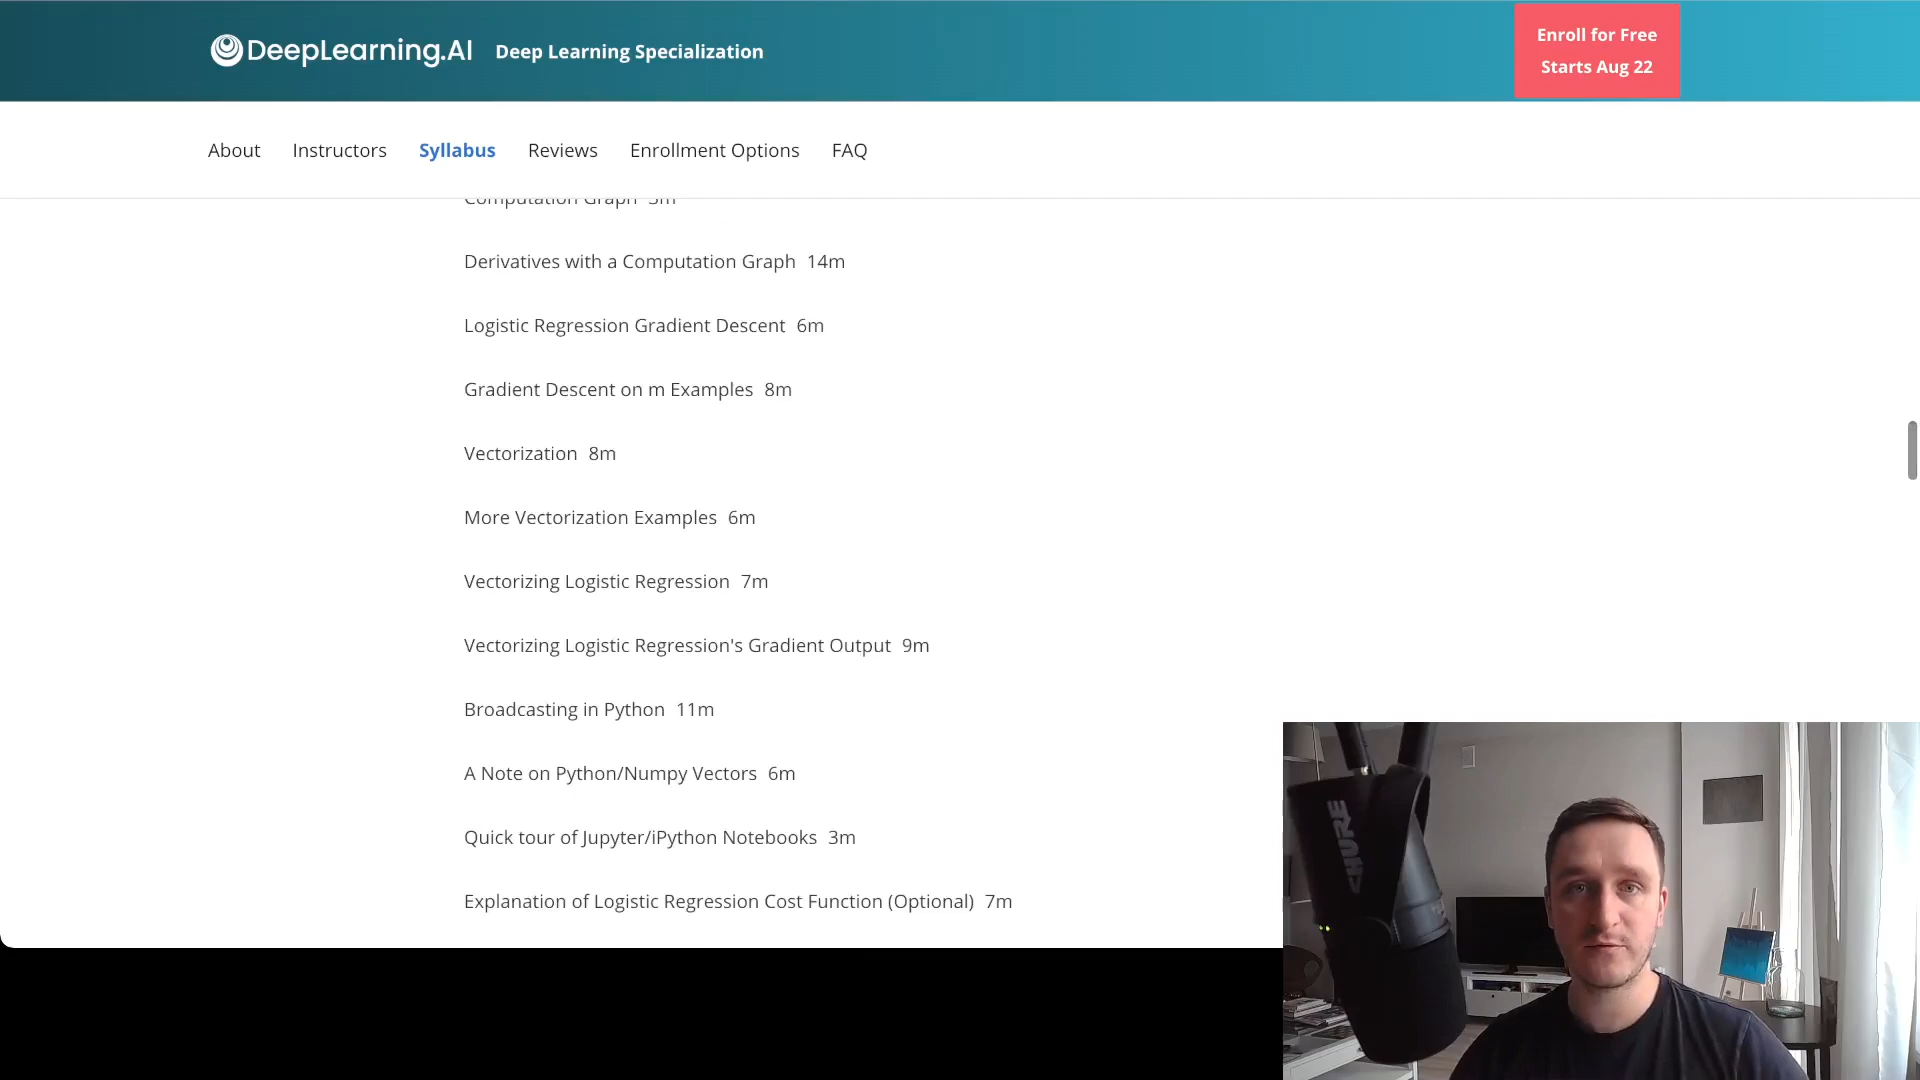 DeepLearning.AI Deep Learning Specialization
Enroll for Free
Starts Aug 22
About Instructors Syllabus Reviews Enrollment Options FAQ
Computation Graph
Derivatives with a Computation Graph 14m
Logistic Regression Gradient Descent 6m
Gradient Descent on m Examples 8m
Vectorization 8m
More Vectorization Examples 6m
Vectorizing Logistic Regression 7m
Vectorizing Logistic Regression's Gradient Output 9m
Broadcasting in Python 11m
A Note on Python/Numpy Vectors 6m
Quick tour of Jupyter/iPython Notebooks 3m
Explanation of Logistic Regression Cost Function (Optional) 7m
SHURE